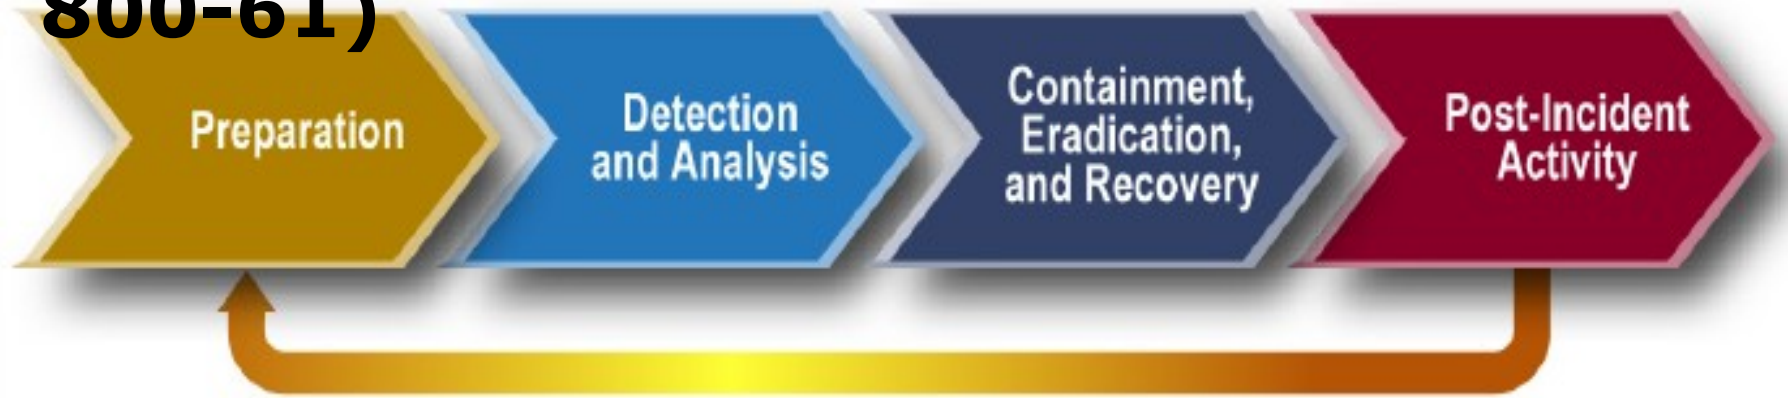 800-61)
Preparation
Detection
and Analysis
Containment,
Eradication,
and Recovery
Post-Incident
Activity